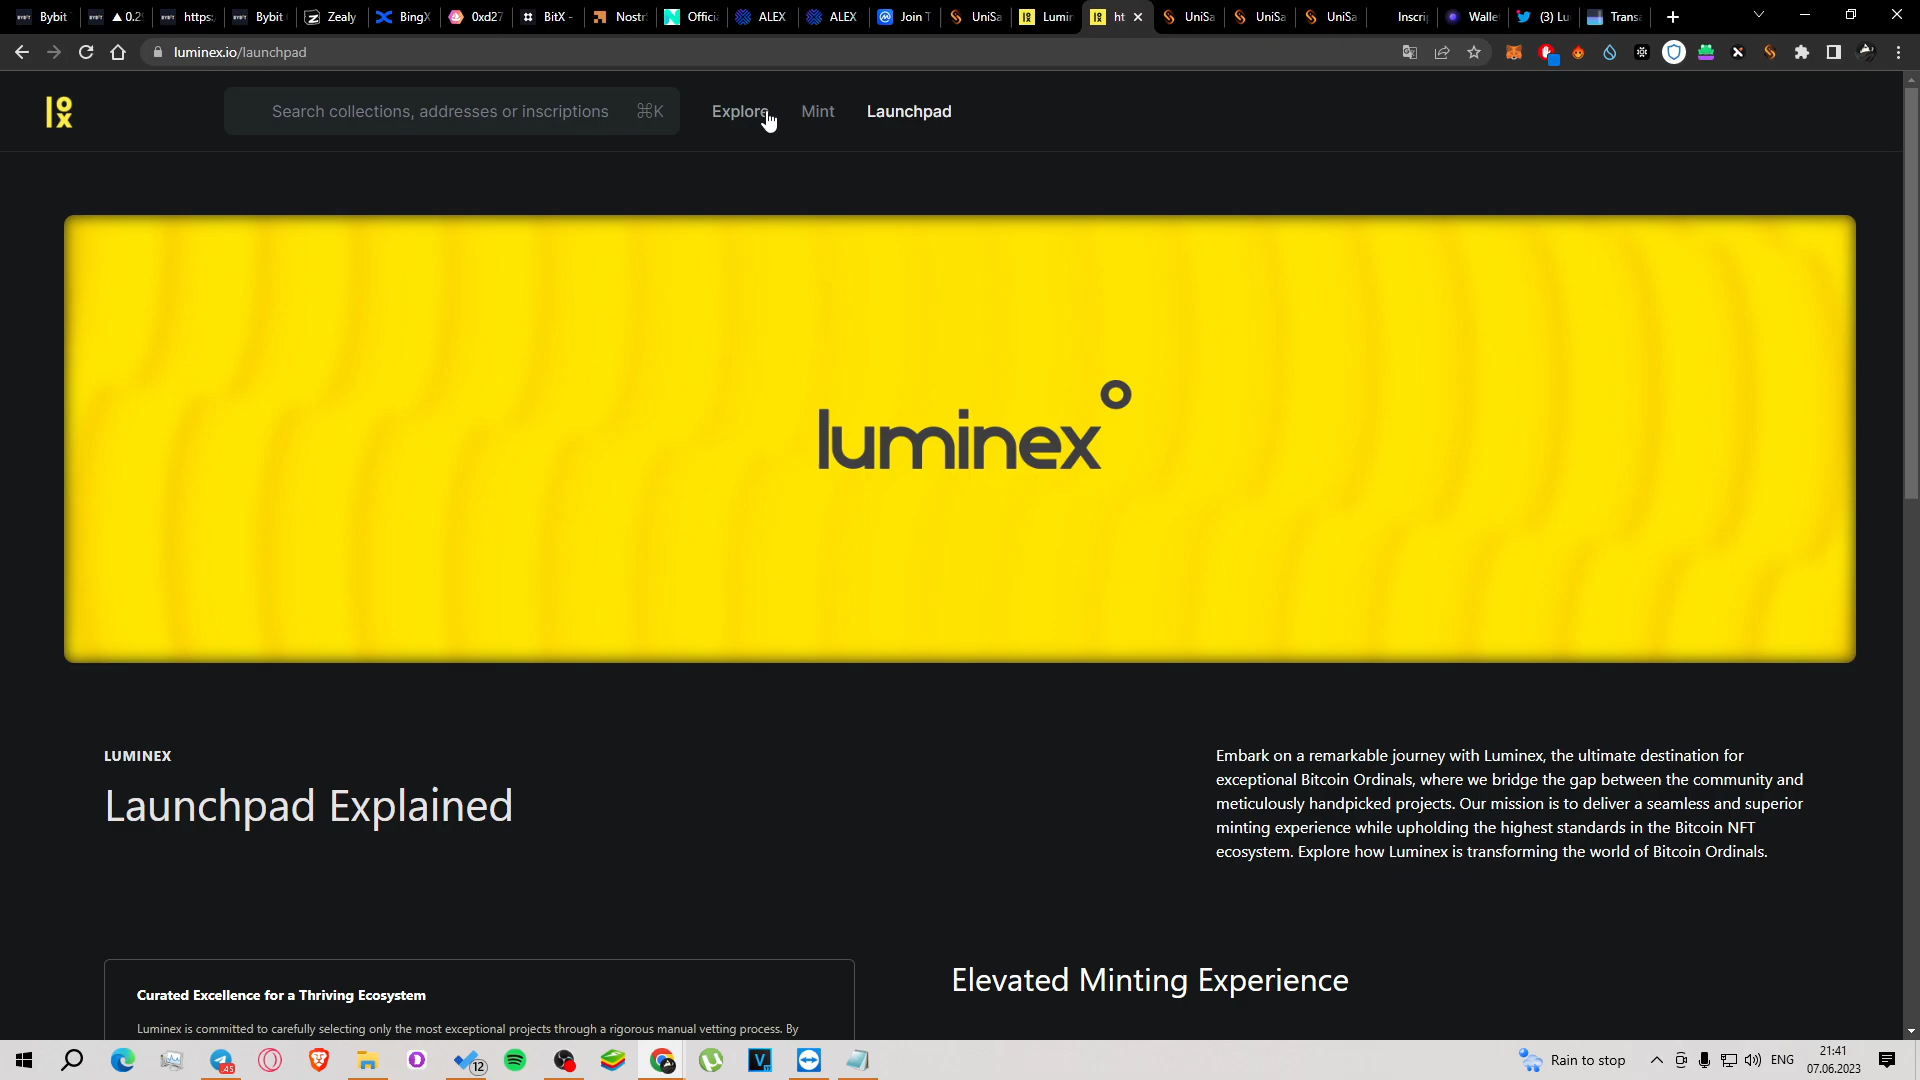 Bybit
▲ 0.2
https:
Bybit
Zealy
BingX
0xd27
BitX -
Nostr
Offici
ALEX
ALEX
Join T
UniSa
Lumin
ht
UniSa
UniSa
UniSa
Inscrip
Walle
(3) Lu
Transa
luminex.io/launchpad
Search collections, addresses or inscriptions ⌘K
Explore
Mint
Launchpad
luminex
LUMINEX
Launchpad Explained
Embark on a remarkable journey with Luminex, the ultimate destination for
exceptional Bitcoin Ordinals, where we bridge the gap between the community and
meticulously handpicked projects. Our mission is to deliver a seamless and superior
minting experience while upholding the highest standards in the Bitcoin NFT
ecosystem. Explore how Luminex is transforming the world of Bitcoin Ordinals.
Curated Excellence for a Thriving Ecosystem
Luminex is committed to carefully selecting only the most exceptional projects through a rigorous manual vetting process. By
Elevated Minting Experience
45
12
Rain to stop
ENG
21:41
07.06.2023